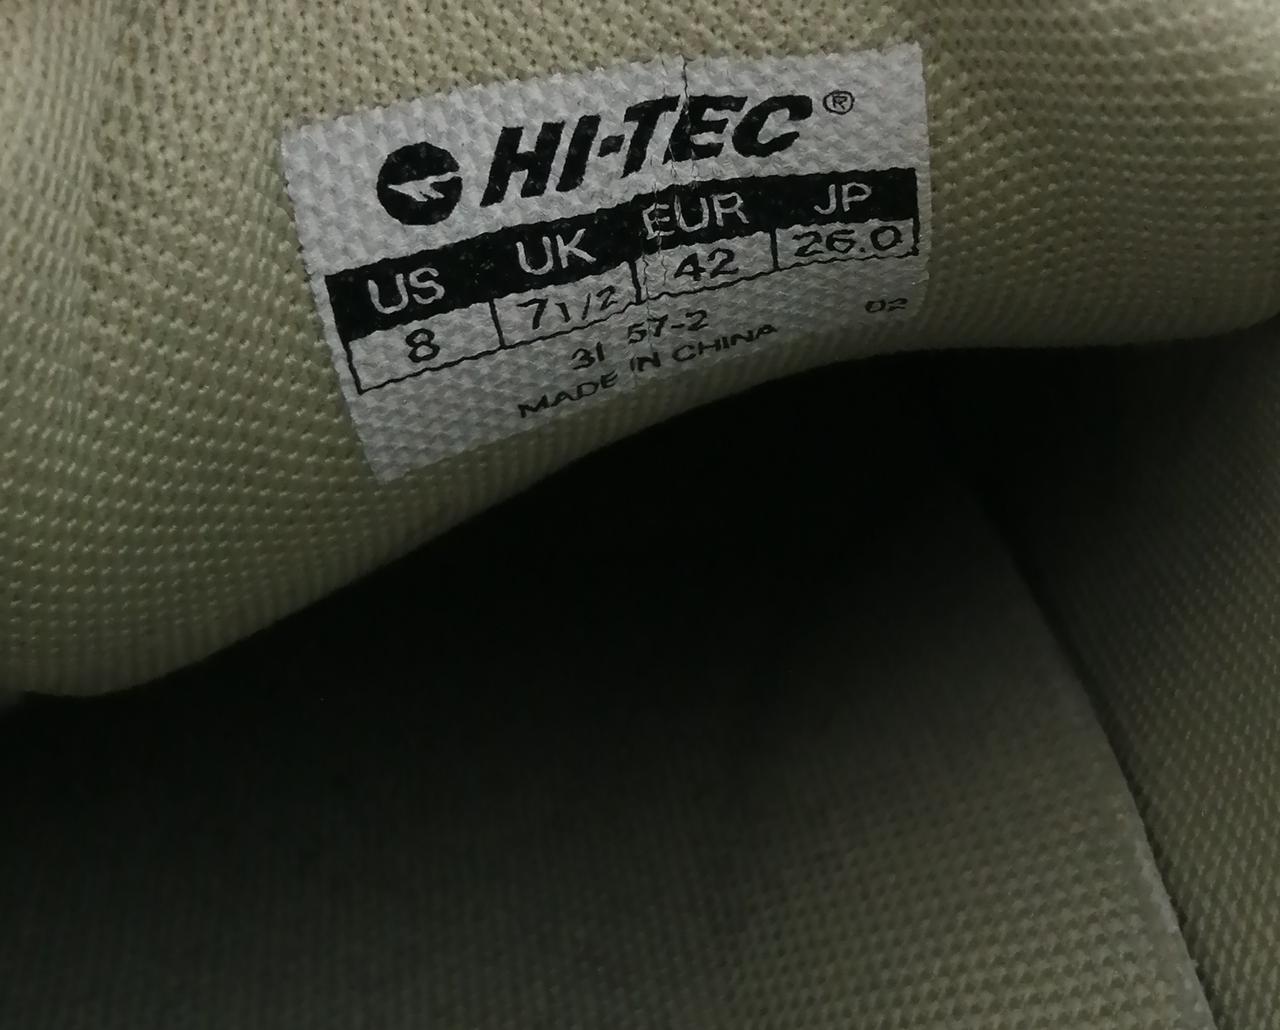 HI-TEC®
US UK EUR JP
8 7 1/2 42 26.0
31 57-2 02
MADE IN CHINA